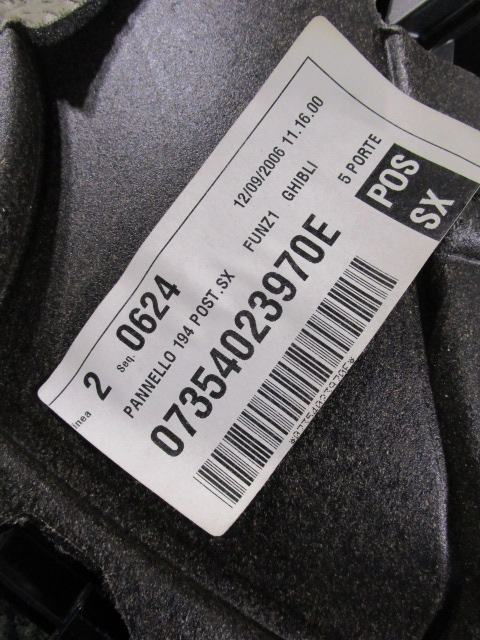 linea 2 Seq. 0624 12/09/2006 11.16.00
PANNELLO 194 POST.SX FUNZ1 GHIBLI 5 PORTE
07354023970E
POS
SX
*07354023970E*